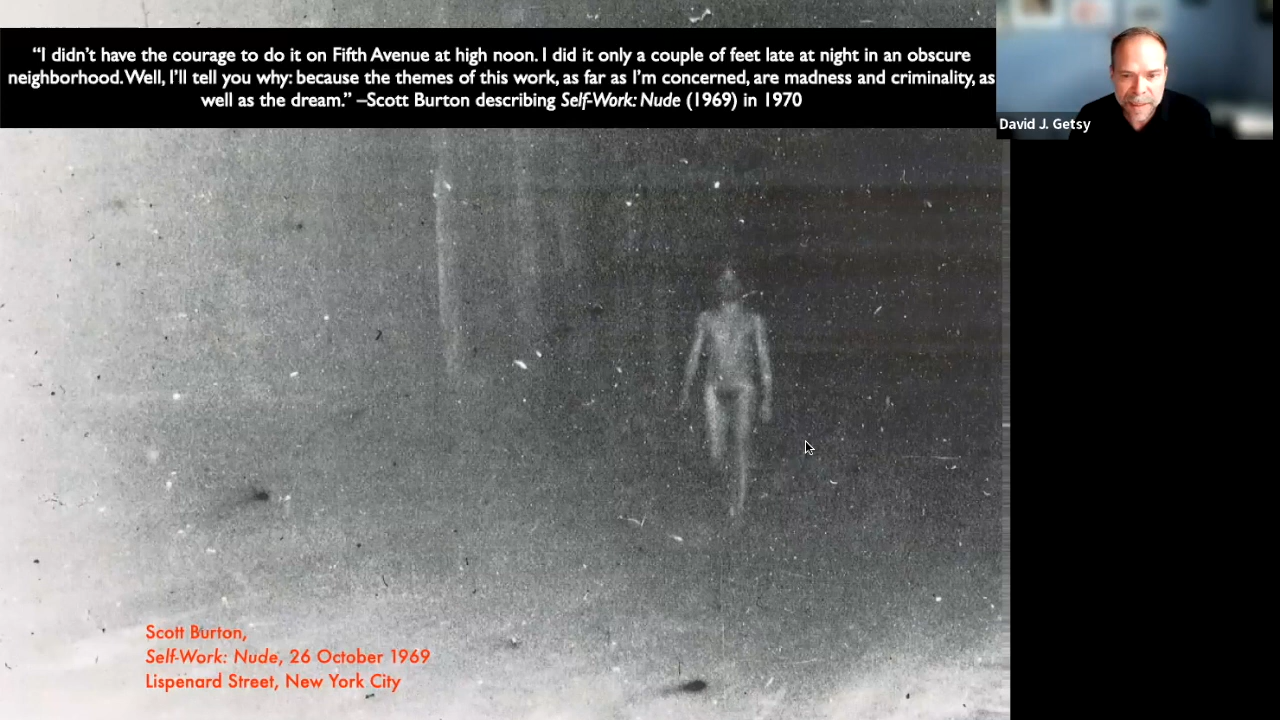 “I didn’t have the courage to do it on Fifth Avenue at high noon. I did it only a couple of feet late at night in an obscure
neighborhood. Well, I’ll tell you why: because the themes of this work, as far as I’m concerned, are madness and criminality, as
well as the dream.” –Scott Burton describing Self-Work: Nude (1969) in 1970
David J. Getsy
Scott Burton,
Self-Work: Nude, 26 October 1969
Lispenard Street, New York City